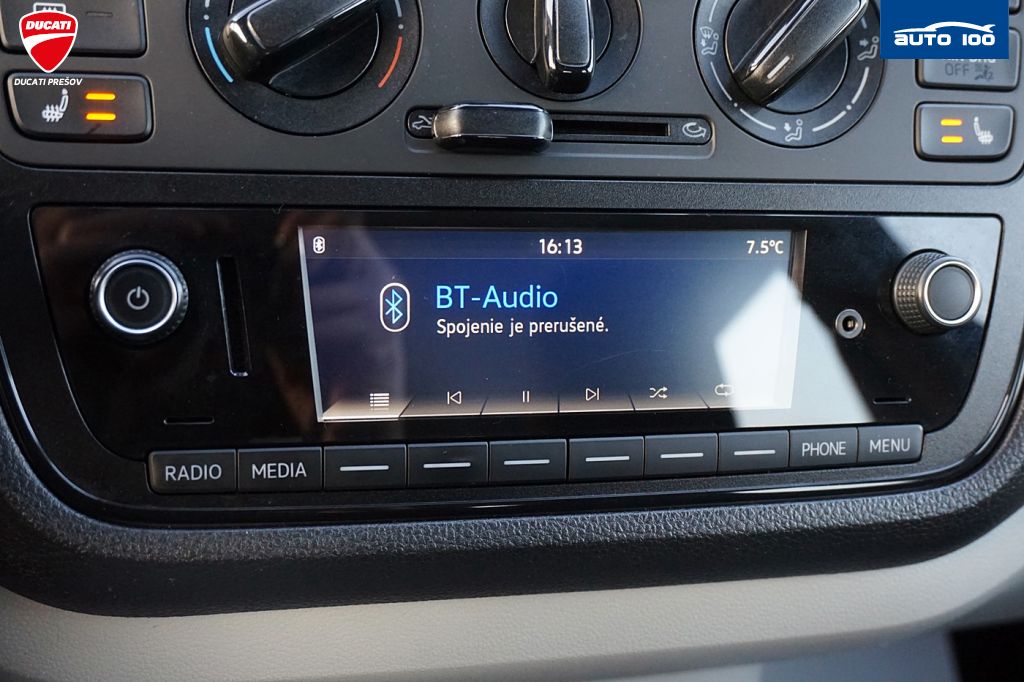 DUCATI
DUCATI PREŠOV
AUTO 100
OFF
16:13
7.5°C
BT-Audio
Spojenie je prerušené.
RADIO
MEDIA
PHONE
MENU